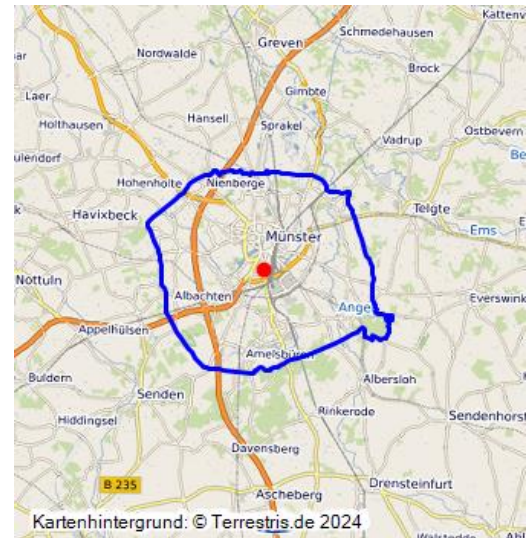 Kattenv
Schmedehausen
Greven
Nordwalde
Brock
Laer
Gimbte
Hansell
Holthausen
Sprakel
Ostbevern
Vadrup
ulendorf
Be
Hohenholte
Nienberge
Telgte
Havixbeck
Ems
Münster
Nottuln
Albachten
Ange
Everswink
Appelhülsen
Buldern
Amelsbüren
Albersloh
Senden
Rinkerode
Hiddingsel
Sendenhorst
Davensberg
B 235
Drensteinfurt
Ascheberg
Kartenhintergrund: © Terrestris.de 2024